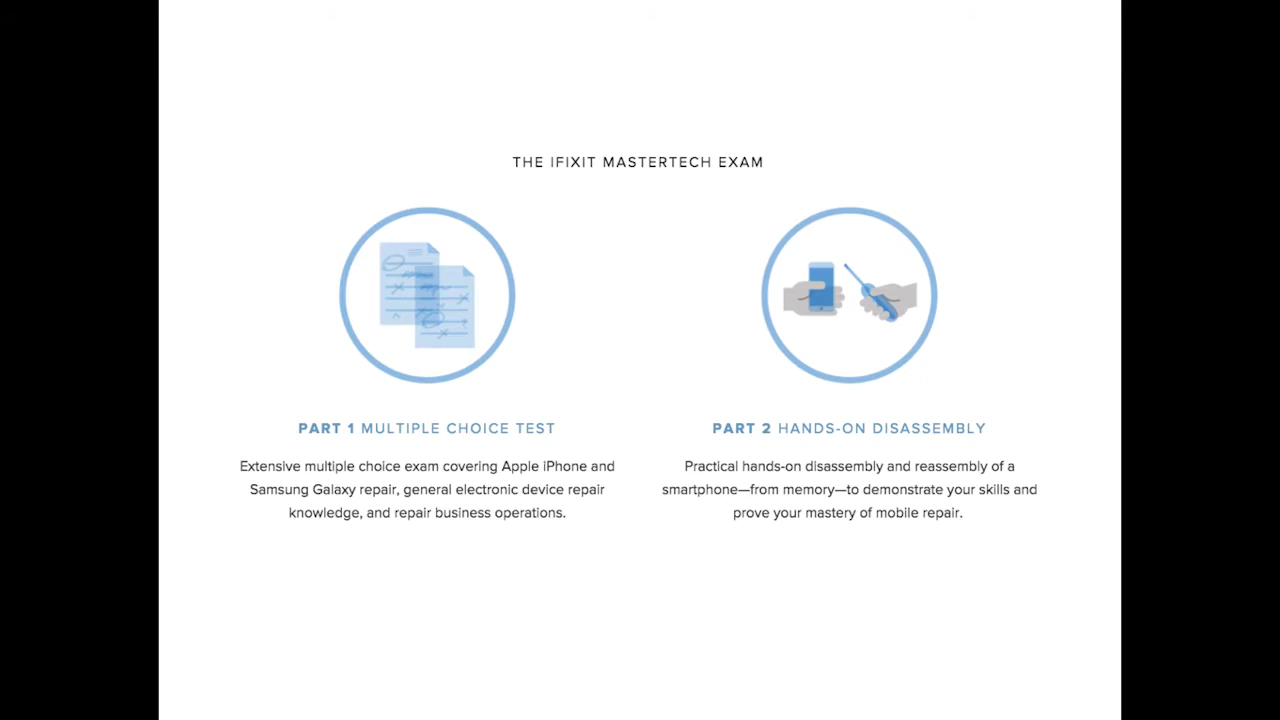 THE IFIXIT MASTERTECH EXAM
PART 1 MULTIPLE CHOICE TEST
Extensive multiple choice exam covering Apple iPhone and
Samsung Galaxy repair, general electronic device repair
knowledge, and repair business operations.
PART 2 HANDS-ON DISASSEMBLY
Practical hands-on disassembly and reassembly of a
smartphone—from memory—to demonstrate your skills and
prove your mastery of mobile repair.